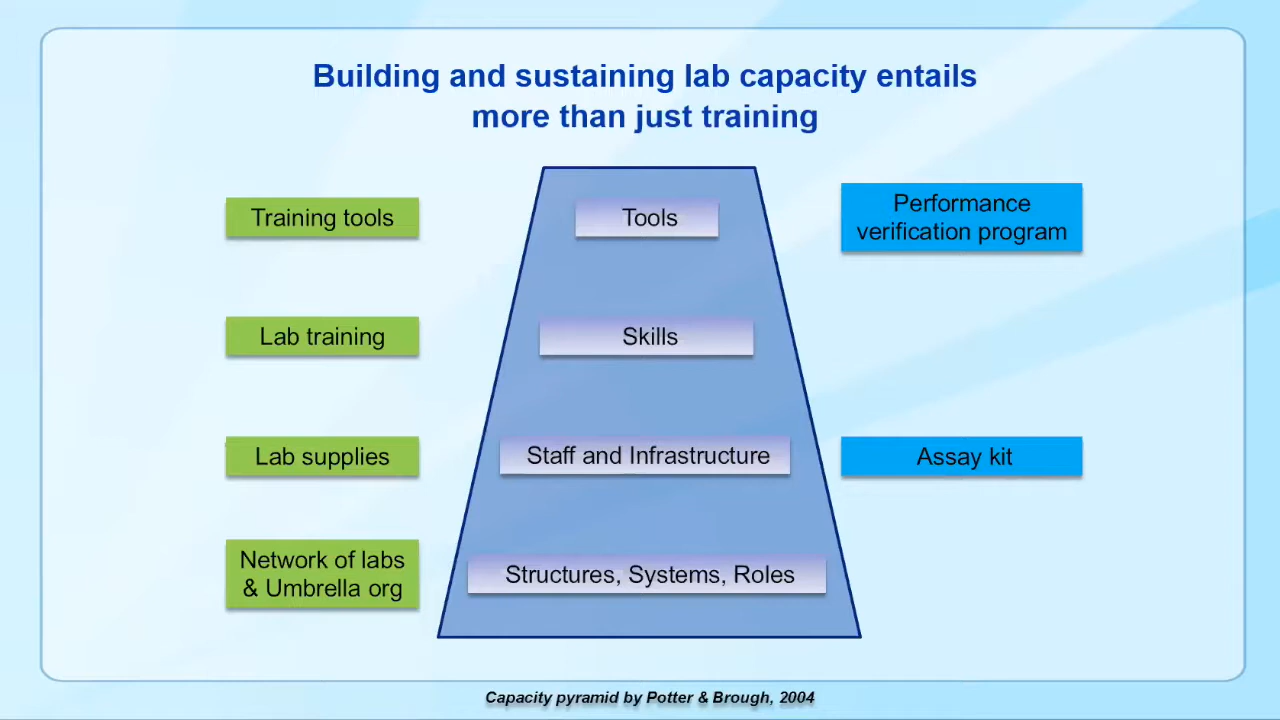 Building and sustaining lab capacity entails
more than just training
Training tools
Tools
Performance
verification program
Lab training
Skills
Lab supplies
Staff and Infrastructure
Assay kit
Network of labs
& Umbrella org
Structures, Systems, Roles
Capacity pyramid by Potter & Brough, 2004